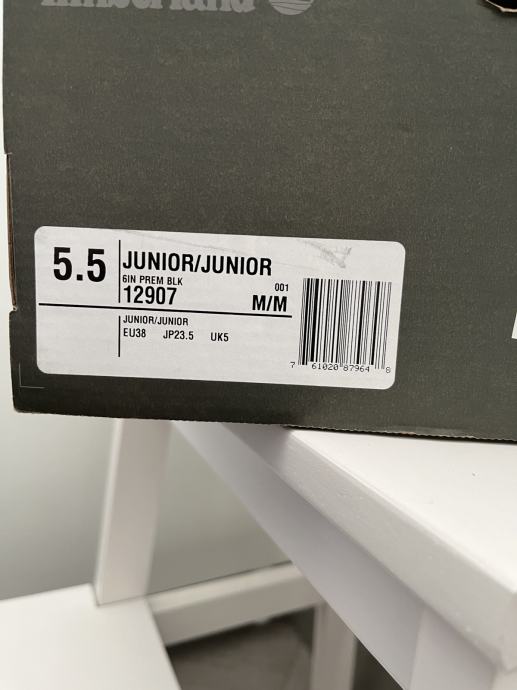 Timberland
5.5 JUNIOR/JUNIOR
6IN PREM BLK 001
12907 M/M
JUNIOR/JUNIOR
EU38 JP23.5 UK5
7 61020 87964 8